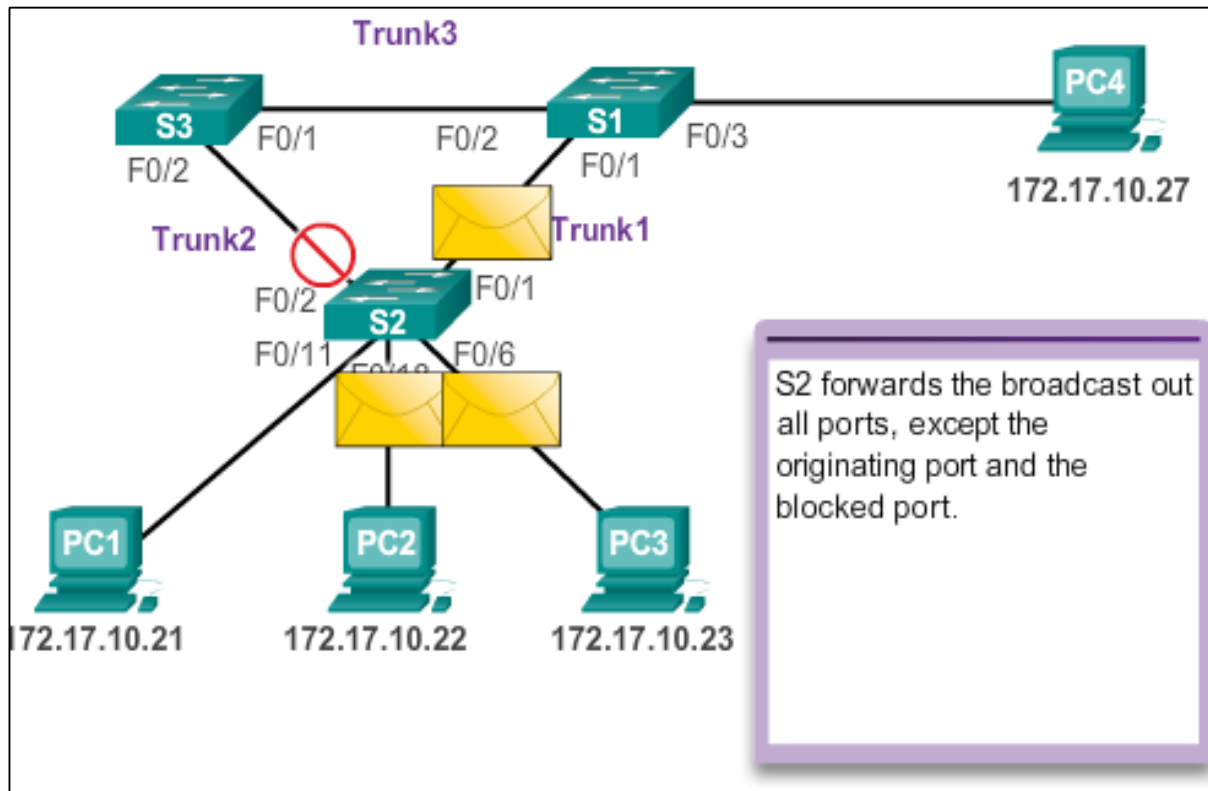 Trunk3
S3
F0/1
F0/2
S1
F0/3
PC4
F0/2
F0/1
172.17.10.27
Trunk2
Trunk1
F0/2
F0/1
S2
F0/11
F0/6
S2 forwards the broadcast out
all ports, except the
originating port and the
blocked port.
PC1
PC2
PC3
172.17.10.21
172.17.10.22
172.17.10.23